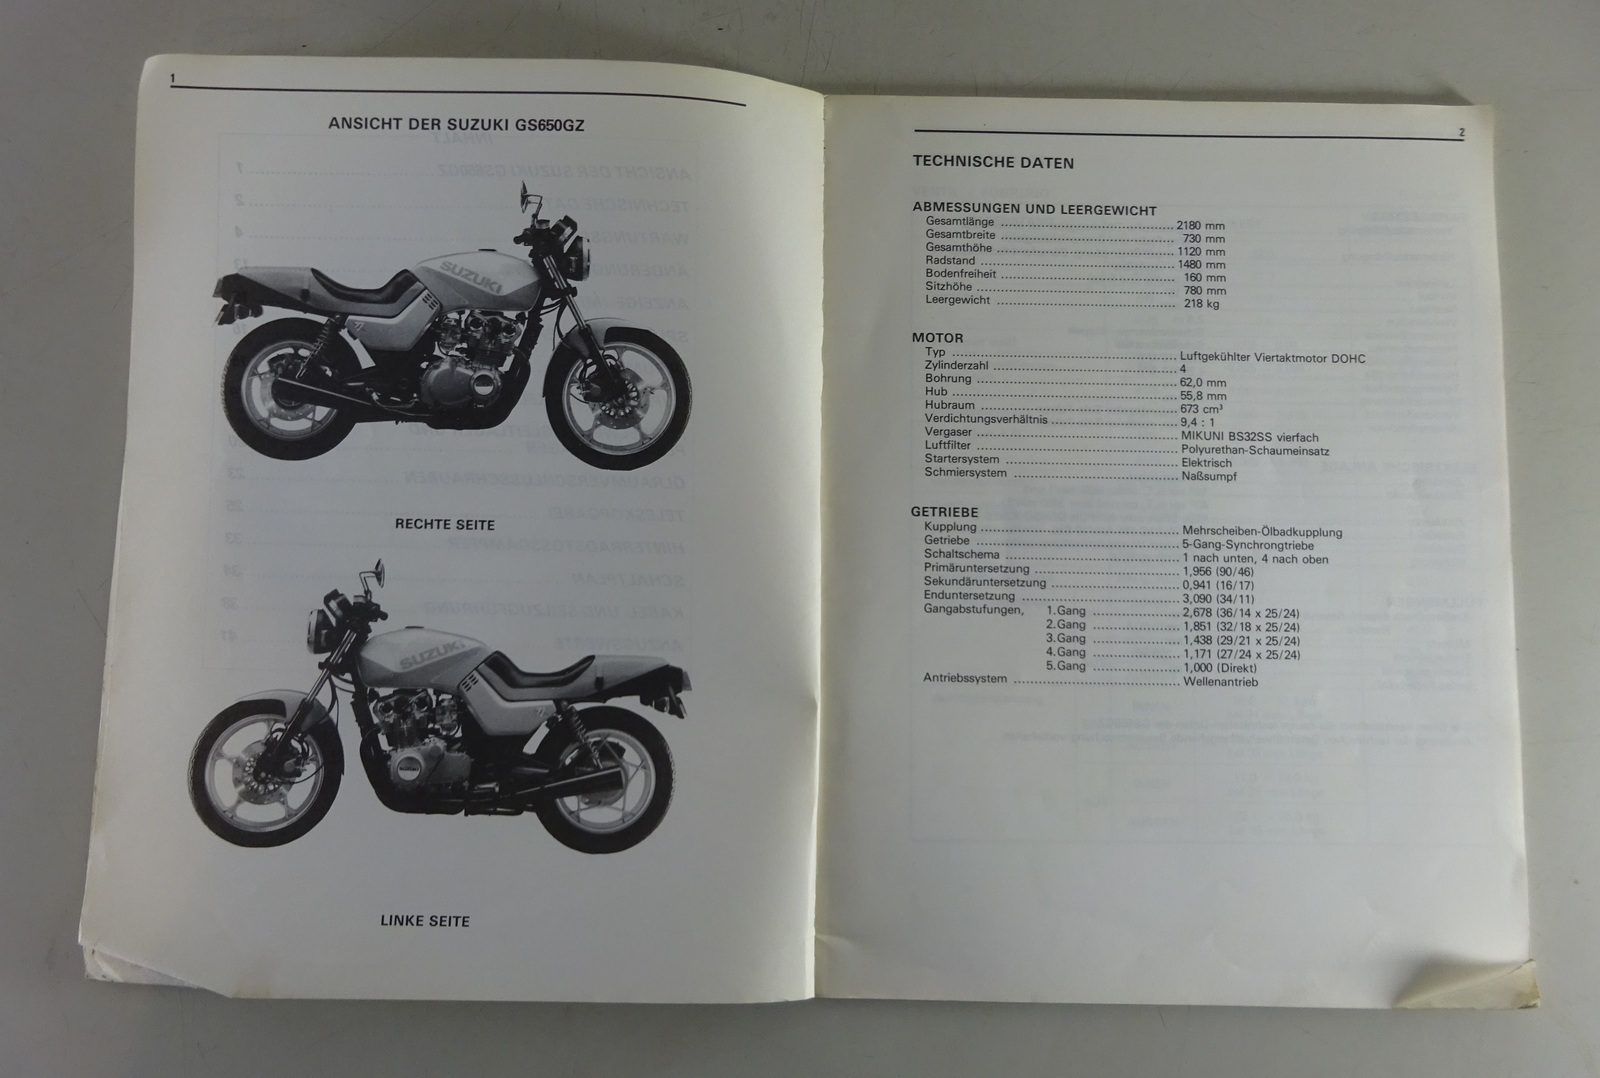 1
ANSICHT DER SUZUKI GS650GZ
SUZUKI
RECHTE SEITE
SUZUKI
LINKE SEITE
2
TECHNISCHE DATEN
ABMESSUNGEN UND LEERGEWICHT
Gesamtlänge ........ 2180 mm
Gesamtbreite ........ 730 mm
Gesamthöhe ........ 1120 mm
Radstand ........ 1480 mm
Bodenfreiheit ........ 160 mm
Sitzhöhe ........ 780 mm
Leergewicht ........ 218 kg
MOTOR
Typ ........ Luftgekühlter Viertaktmotor DOHC
Zylinderzahl ........ 4
Bohrung ........ 62,0 mm
Hub ........ 55,8 mm
Hubraum ........ 673 cm³
Verdichtungsverhältnis ........ 9,4 : 1
Vergaser ........ MIKUNI BS32SS vierfach
Luftfilter ........ Polyurethan-Schaumeinsatz
Startersystem ........ Elektrisch
Schmiersystem ........ Naßsumpf
GETRIEBE
Kupplung ........ Mehrscheiben-Ölbadkupplung
Getriebe ........ 5-Gang-Synchrongtriebe
Schaltschema ........ 1 nach unten, 4 nach oben
Primäruntersetzung ........ 1,956 (90/46)
Sekundäruntersetzung ........ 0,941 (16/17)
Enduntersetzung ........ 3,090 (34/11)
Gangabstufungen, 1.Gang ........ 2,678 (36/14 x 25/24)
2.Gang ........ 1,851 (32/18 x 25/24)
3.Gang ........ 1,438 (29/21 x 25/24)
4.Gang ........ 1,171 (27/24 x 25/24)
5.Gang ........ 1,000 (Direkt)
Antriebssystem ........ Wellenantrieb